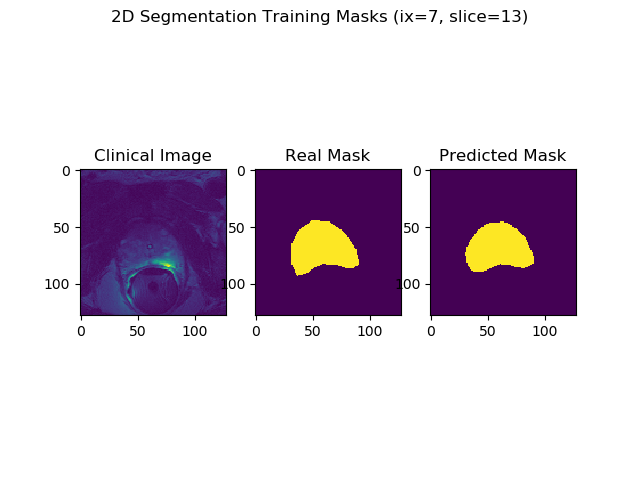 2D Segmentation Training Masks (ix=7, slice=13)
Clinical Image Real Mask Predicted Mask
0 0 0
50 50 50
100 100 100
0 50 100 0 50 100 0 50 100